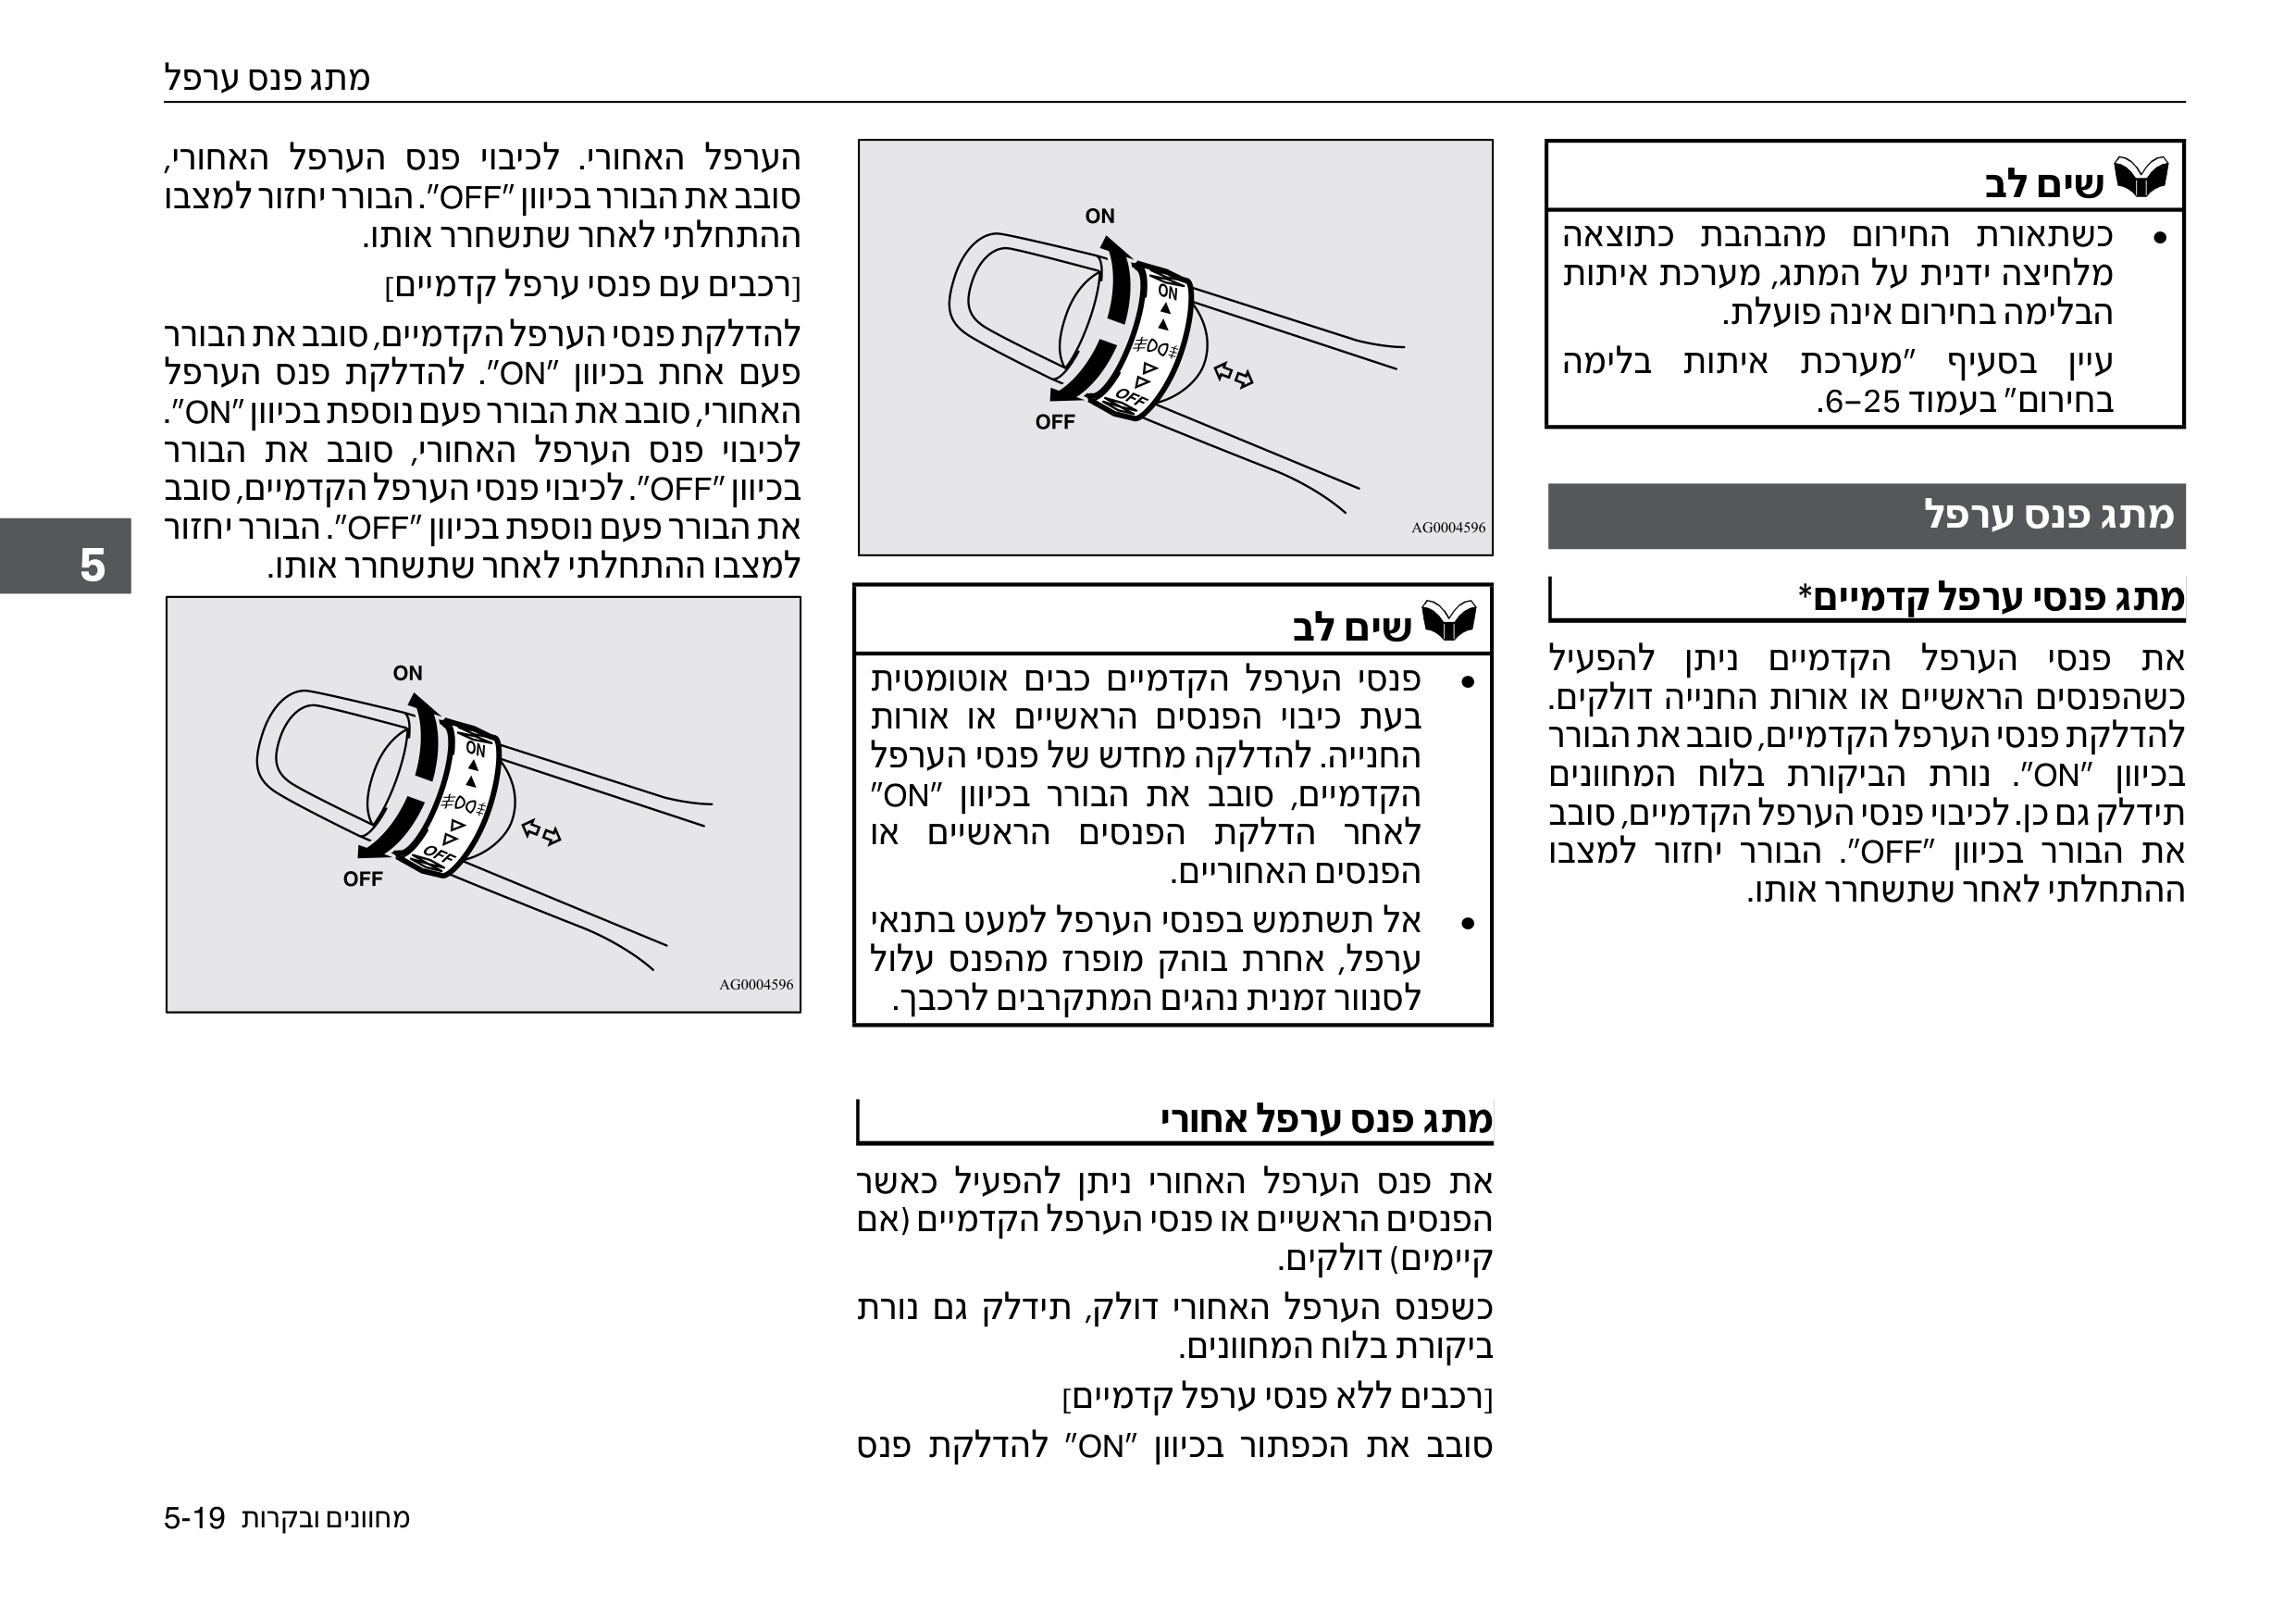 מתג פנס ערפל
שים לב
• כשתאורת החירום מהבהבת כתוצאה
מלחיצה ידנית על המתג, מערכת איתות
הבלימה בחירום אינה פועלת.
עיין בסעיף "מערכת איתות בלימה
בחירום" בעמוד 6–25.
מתג פנס ערפל
מתג פנסי ערפל קדמיים*
את פנסי הערפל הקדמיים ניתן להפעיל
כשהפנסים הראשיים או אורות החנייה דולקים.
להדלקת פנסי הערפל הקדמיים, סובב את הבורר
בכיוון "ON". נורת הביקורת בלוח המחוונים
תידלק גם כן. לכיבוי פנסי הערפל הקדמיים, סובב
את הבורר בכיוון "OFF". הבורר יחזור למצבו
ההתחלתי לאחר שתשחרר אותו.
ON
ON
OFF
OFF
AG0004596
שים לב
• פנסי הערפל הקדמיים כבים אוטומטית
בעת כיבוי הפנסים הראשיים או אורות
החנייה. להדלקה מחדש של פנסי הערפל
הקדמיים, סובב את הבורר בכיוון "ON"
לאחר הדלקת הפנסים הראשיים או
הפנסים האחוריים.
• אל תשתמש בפנסי הערפל למעט בתנאי
ערפל, אחרת בוהק מופרז מהפנס עלול
לסנוור זמנית נהגים המתקרבים לרכבך.
מתג פנס ערפל אחורי
את פנס הערפל האחורי ניתן להפעיל כאשר
הפנסים הראשיים או פנסי הערפל הקדמיים (אם
קיימים) דולקים.
כשפנס הערפל האחורי דולק, תידלק גם נורת
ביקורת בלוח המחוונים.
[רכבים ללא פנסי ערפל קדמיים]
סובב את הכפתור בכיוון "ON" להדלקת פנס
הערפל האחורי. לכיבוי פנס הערפל האחורי,
סובב את הבורר בכיוון "OFF". הבורר יחזור למצבו
ההתחלתי לאחר שתשחרר אותו.
[רכבים עם פנסי ערפל קדמיים]
להדלקת פנסי הערפל הקדמיים, סובב את הבורר
פעם אחת בכיוון "ON". להדלקת פנס הערפל
האחורי, סובב את הבורר פעם נוספת בכיוון "ON".
לכיבוי פנס הערפל האחורי, סובב את הבורר
בכיוון "OFF". לכיבוי פנסי הערפל הקדמיים, סובב
את הבורר פעם נוספת בכיוון "OFF". הבורר יחזור
למצבו ההתחלתי לאחר שתשחרר אותו.
ON
ON
OFF
OFF
AG0004596
5
מחוונים ובקרות 5-19